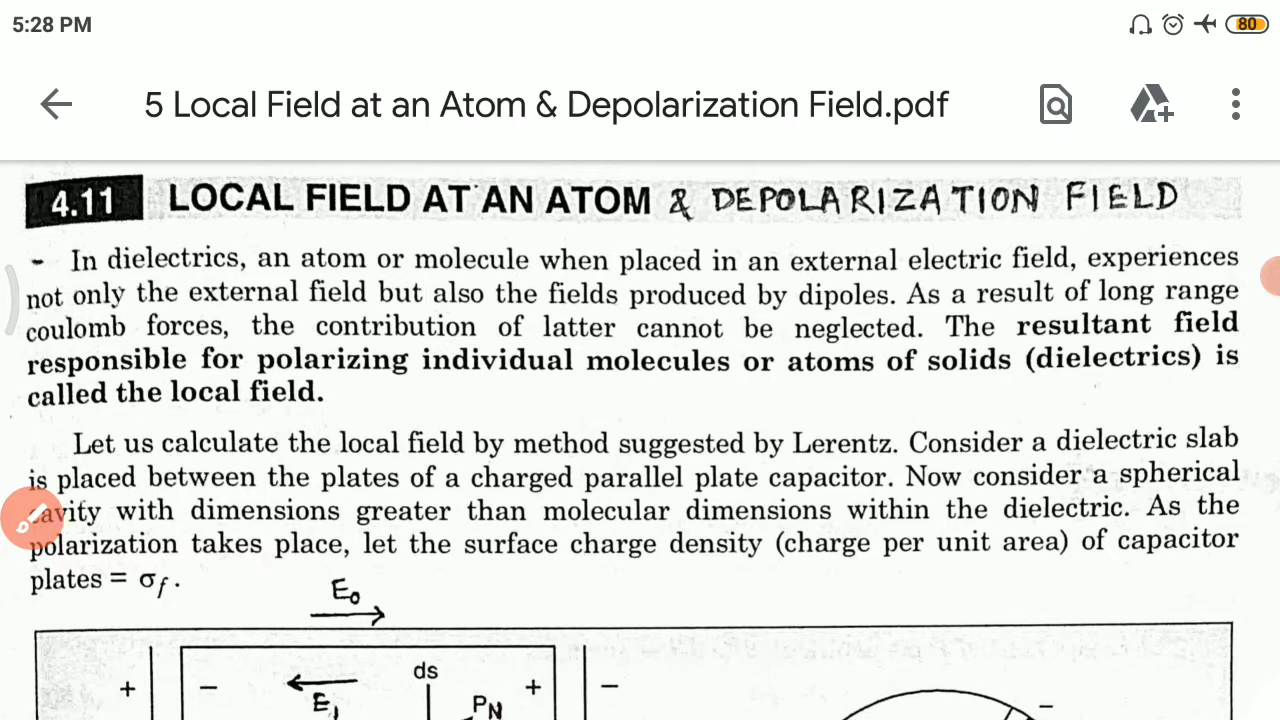 5:28 PM
80
5 Local Field at an Atom & Depolarization Field.pdf
4.11 LOCAL FIELD AT AN ATOM & DEPOLARIZATION FIELD
- In dielectrics, an atom or molecule when placed in an external electric field, experiences
not only the external field but also the fields produced by dipoles. As a result of long range
coulomb forces, the contribution of latter cannot be neglected. The resultant field
responsible for polarizing individual molecules or atoms of solids (dielectrics) is
called the local field.
Let us calculate the local field by method suggested by Lerentz. Consider a dielectric slab
is placed between the plates of a charged parallel plate capacitor. Now consider a spherical
cavity with dimensions greater than molecular dimensions within the dielectric. As the
polarization takes place, let the surface charge density (charge per unit area) of capacitor
plates = σf.
E₀
+ − E₁ ds PN + − −